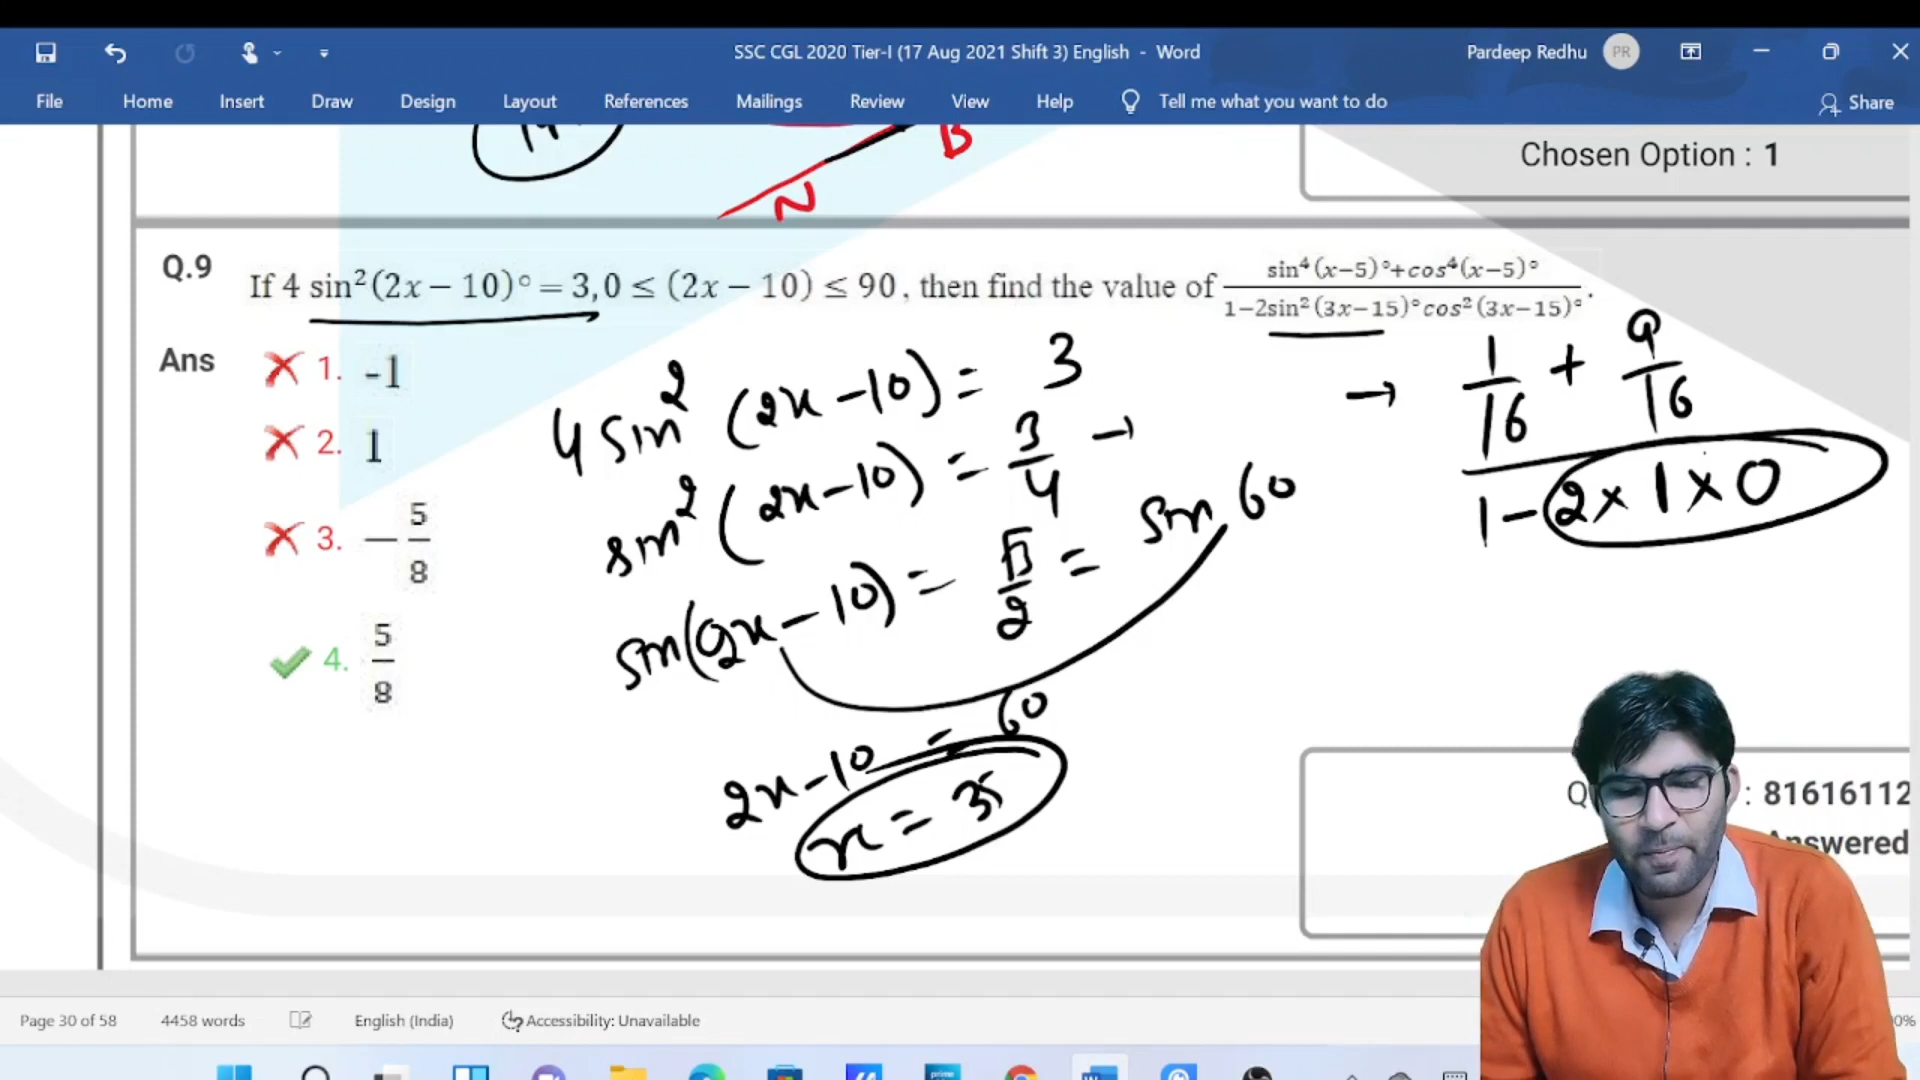 SSC CGL 2020 Tier-I (17 Aug 2021 Shift 3) English - Word
Pardeep Redhu
PR
File Home Insert Draw Design Layout References Mailings Review View Help Tell me what you want to do Share
B
N
Chosen Option : 1
Q.9 If 4 sin²(2x − 10)° = 3, 0 ≤ (2x − 10) ≤ 90, then find the value of (sin⁴(x−5)°+cos⁴(x−5)°)/(1−2sin²(3x−15)°cos²(3x−15)°).
Ans
1. -1
2. 1
3. −5/8
4. 5/8
4 sin² (2x − 10) = 3
sin² (2x − 10) = 3/4 →
sin(2x − 10) = √3/2 = sin 60
2x − 10 = 60
x = 35
→ 1/16 + 9/16
1 − 2 × 1 × 0
Q : 81616112
Answered
Page 30 of 58 4458 words English (India) Accessibility: Unavailable
prime